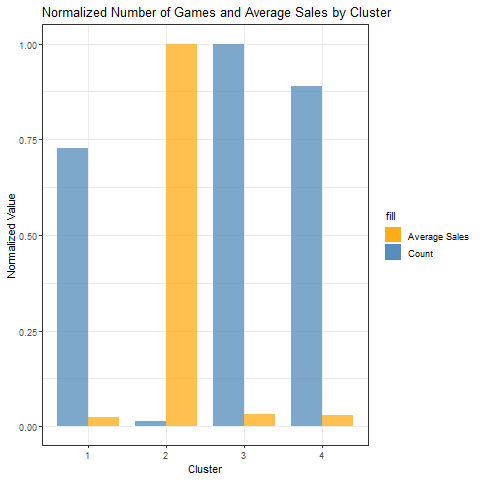 Normalized Number of Games and Average Sales by Cluster
1.00
0.75
0.50
0.25
0.00
Normalized Value
1 2 3 4
Cluster
fill
Average Sales
Count